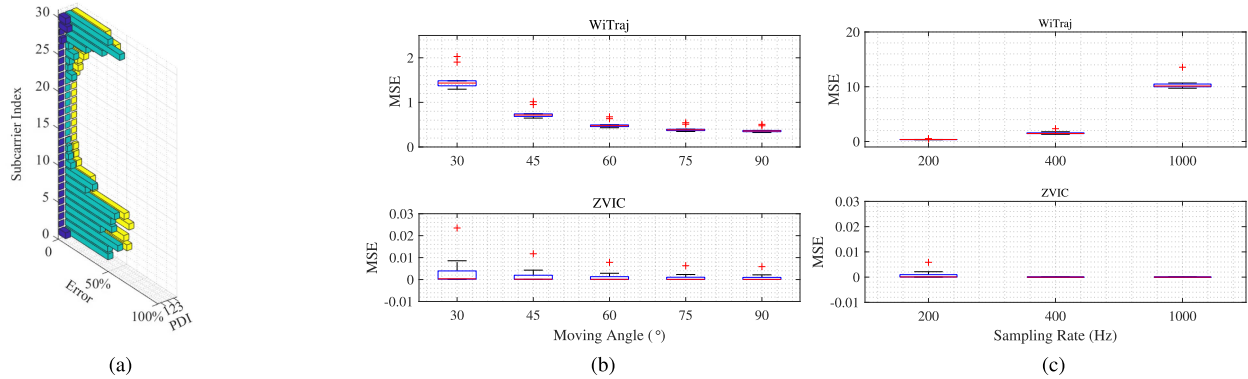 30
25
20
15
10
5
0
Subcarrier Index
0
50%
100%
Error
1 2 3
PDI
(a)
WiTraj
2
1
0
MSE
30 45 60 75 90
ZVIC
0.03
0.02
0.01
0
-0.01
MSE
30 45 60 75 90
Moving Angle (°)
(b)
WiTraj
20
10
0
MSE
200 400 1000
ZVIC
0.03
0.02
0.01
0
-0.01
MSE
200 400 1000
Sampling Rate (Hz)
(c)